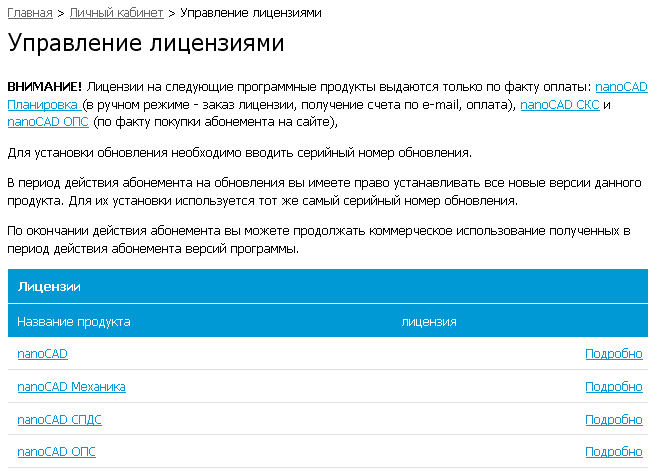 Главная > Личный кабинет > Управление лицензиями
Управление лицензиями
ВНИМАНИЕ! Лицензии на следующие программные продукты выдаются только по факту оплаты: nanoCAD
Планировка (в ручном режиме - заказ лицензии, получение счета по e-mail, оплата), nanoCAD СКС и
nanoCAD ОПС (по факту покупки абонемента на сайте),
Для установки обновления необходимо вводить серийный номер обновления.
В период действия абонемента на обновления вы имеете право устанавливать все новые версии данного
продукта. Для их установки используется тот же самый серийный номер обновления.
По окончании действия абонемента вы можете продолжать коммерческое использование полученных в
период действия абонемента версий программы.
Лицензии
Название продукта лицензия
nanoCAD Подробно
nanoCAD Механика Подробно
nanoCAD СПДС Подробно
nanoCAD ОПС Подробно